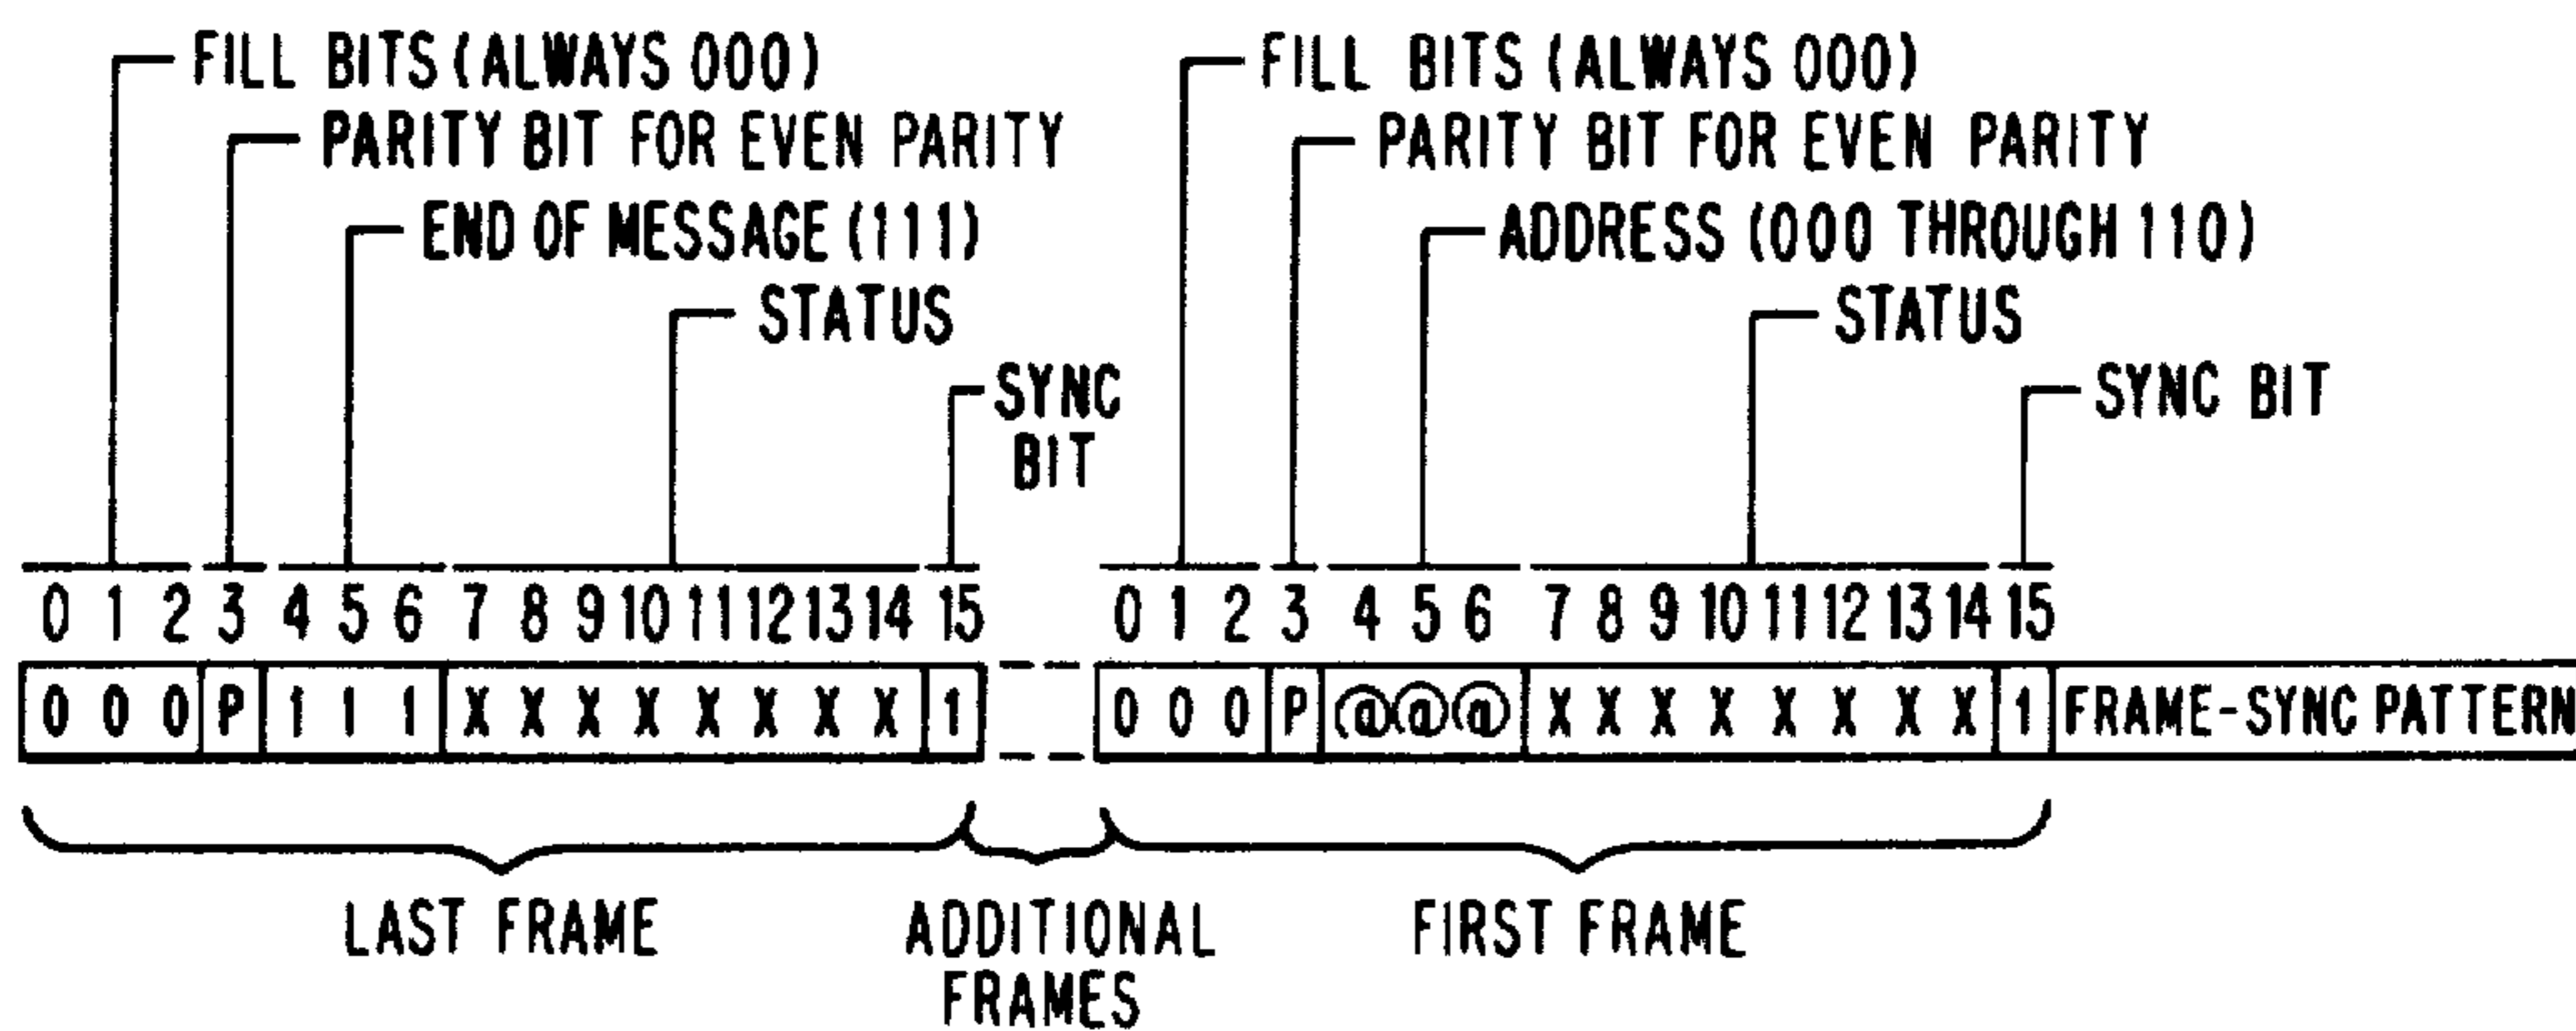 FILL BITS (ALWAYS 000)
PARITY BIT FOR EVEN PARITY
END OF MESSAGE (111)
STATUS
SYNC
BIT
FILL BITS (ALWAYS 000)
PARITY BIT FOR EVEN PARITY
ADDRESS (000 THROUGH 110)
STATUS
SYNC BIT
0 1 2 3 4 5 6 7 8 9 10 11 12 13 14 15
0 1 2 3 4 5 6 7 8 9 10 11 12 13 14 15
0 0 0 P 1 1 1 X X X X X X X X 1
0 0 0 P @ @ @ X X X X X X X X 1 FRAME-SYNC PATTERN
LAST FRAME
ADDITIONAL
FRAMES
FIRST FRAME